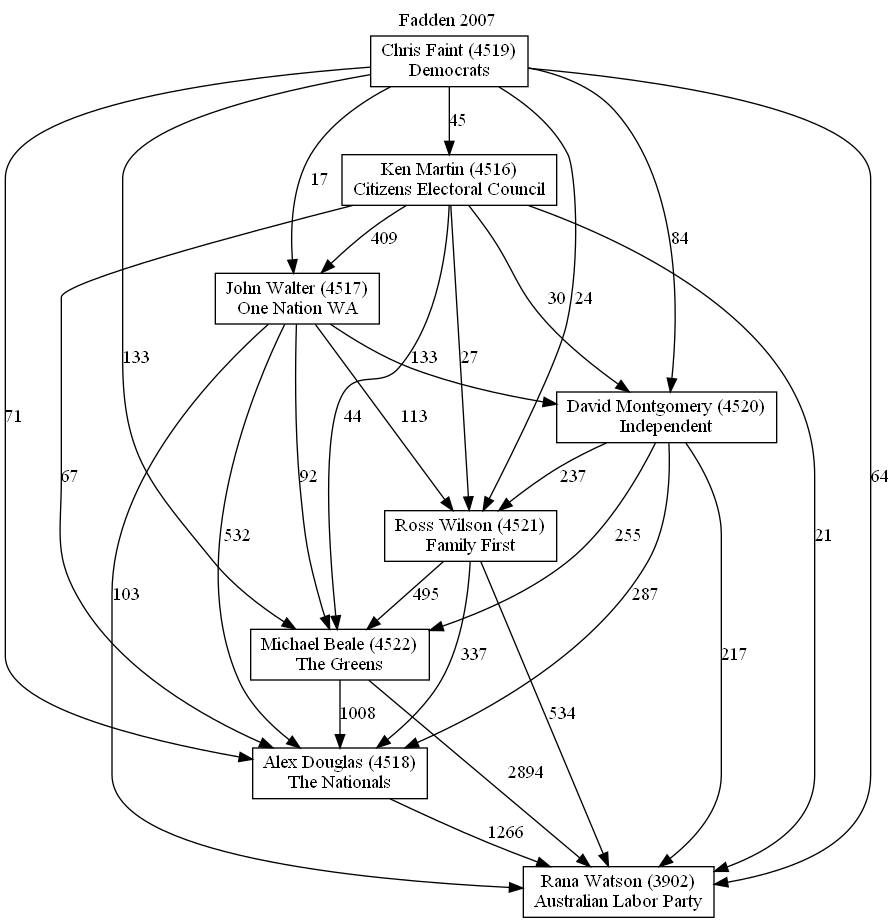 Fadden 2007
Chris Faint (4519)
Democrats
45
Ken Martin (4516)
Citizens Electoral Council
17
409
84
John Walter (4517)
One Nation WA
30
24
133
133
44
113
27
David Montgomery (4520)
Independent
71
67
92
237
Ross Wilson (4521)
Family First
532
255
21
64
103
495
287
Michael Beale (4522)
The Greens
337
217
1008
534
Alex Douglas (4518)
The Nationals
2894
1266
Rana Watson (3902)
Australian Labor Party